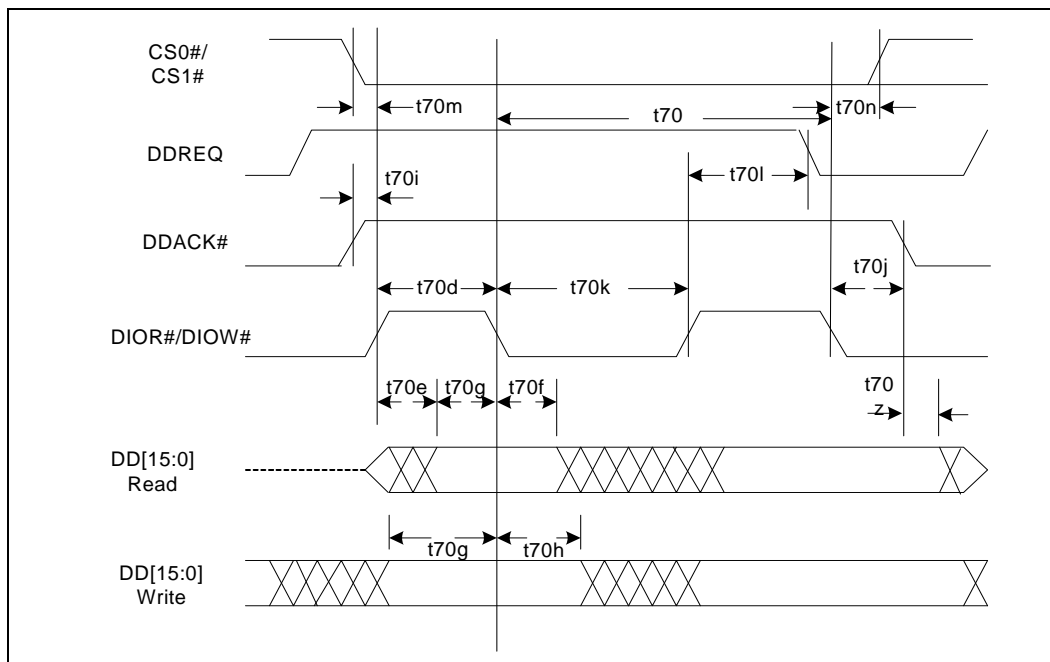 CS0#/
CS1#
t70m
t70
t70n
DDREQ
t70i
t70l
DDACK#
t70d
t70k
t70j
DIOR#/DIOW#
t70e
t70g
t70f
t70
z
DD[15:0]
Read
t70g
t70h
DD[15:0]
Write